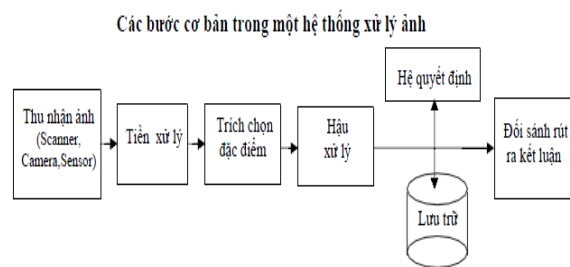 Các bước cơ bản trong một hệ thống xử lý ảnh
Thu nhận ảnh
(Scanner,
Camera,Sensor)
Tiền xử lý
Trích chọn
đặc điểm
Hậu
xử lý
Hệ quyết định
Lưu trữ
Đối sánh rút
ra kết luận